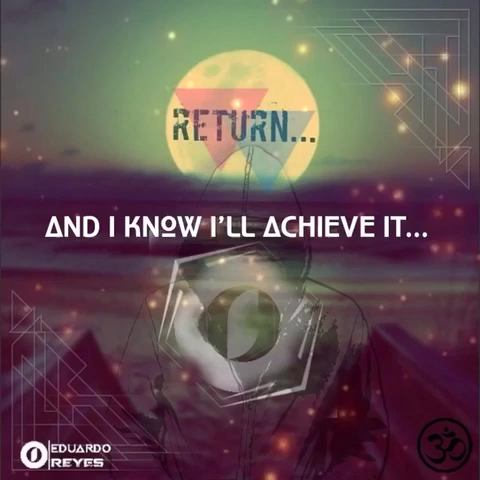 RETURN...
AND I KNOW I'LL ACHIEVE IT...
EDUARDO
REYES
ॐ